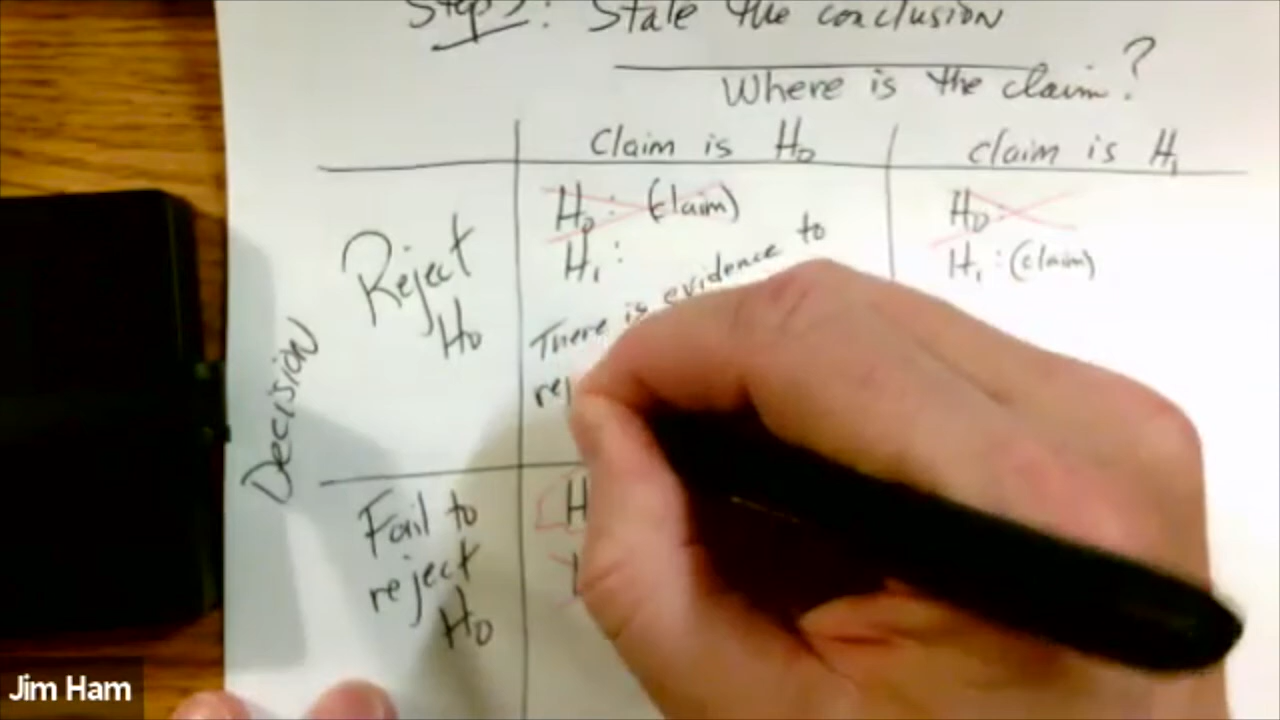 Step : State the conclusion
Where is the claim?
Claim is H0
claim is H1
Reject
H0
H0: (claim)
H1:
There is evidence to
rej
H0:
H1: (claim)
Decision
Fail to
reject
H0
H
Jim Ham